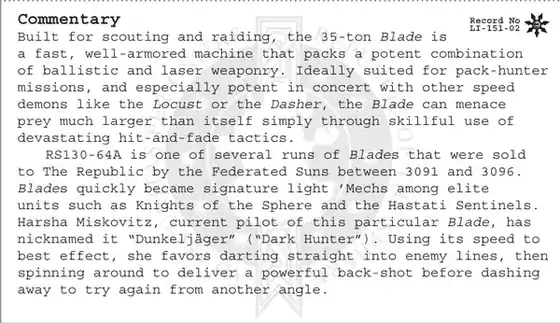 Commentary
Record No
LI-151-02
Built for scouting and raiding, the 35-ton Blade is
a fast, well-armored machine that packs a potent combination
of ballistic and laser weaponry. Ideally suited for pack-hunter
missions, and especially potent in concert with other speed
demons like the Locust or the Dasher, the Blade can menace
prey much larger than itself simply through skillful use of
devastating hit-and-fade tactics.
RS130-64A is one of several runs of Blades that were sold
to The Republic by the Federated Suns between 3091 and 3096.
Blades quickly became signature light ‘Mechs among elite
units such as Knights of the Sphere and the Hastati Sentinels.
Harsha Miskovitz, current pilot of this particular Blade, has
nicknamed it “Dunkeljäger” (“Dark Hunter”). Using its speed to
best effect, she favors darting straight into enemy lines, then
spinning around to deliver a powerful back-shot before dashing
away to try again from another angle.